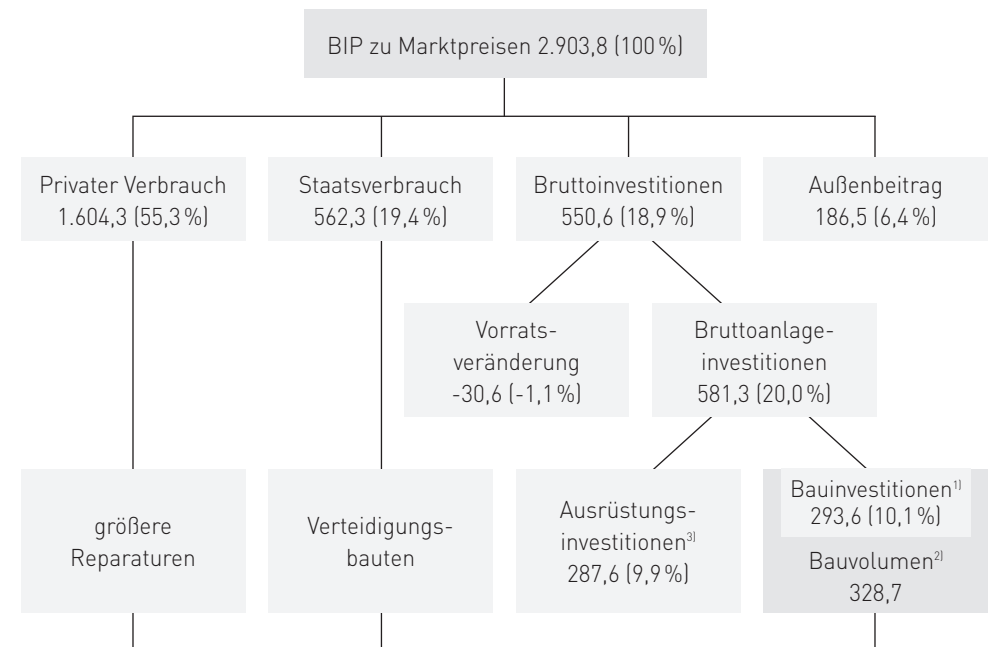 BIP zu Marktpreisen 2.903,8 (100 %)
Privater Verbrauch
1.604,3 (55,3 %)
Staatsverbrauch
562,3 (19,4 %)
Bruttoinvestitionen
550,6 (18,9 %)
Außenbeitrag
186,5 (6,4 %)
Vorrats-
veränderung
-30,6 (-1,1 %)
Bruttoanlage-
investitionen
581,3 (20,0 %)
größere
Reparaturen
Verteidigungs-
bauten
Ausrüstungs-
investitionen³⁾
287,6 (9,9 %)
Bauinvestitionen¹⁾
293,6 (10,1 %)
Bauvolumen²⁾
328,7